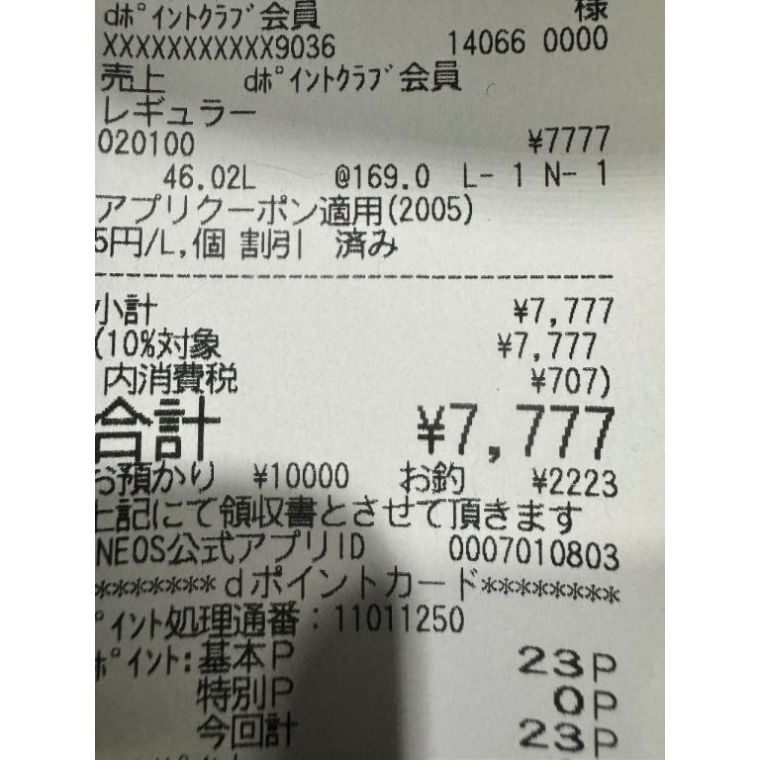 dﾎﾟｲﾝﾄｸﾗﾌﾞ会員 様
XXXXXXXXXXX9036 14066 0000
売上 dﾎﾟｲﾝﾄｸﾗﾌﾞ会員
レギュラー
020100 ¥7777
46.02L @169.0 L- 1 N- 1
アプリクーポン適用(2005)
5円/L,個 割引 済み
小計 ¥7,777
(10%対象 ¥7,777
内消費税 ¥707)
合計 ¥7,777
お預かり ¥10000 お釣 ¥2223
上記にて領収書とさせて頂きます
NEOS公式アプリID 0007010803
*******dポイントカード********
ﾟｲﾝﾄ処理通番:11011250
ﾎﾟｲﾝﾄ:基本P 23P
特別P 0P
今回計 23P